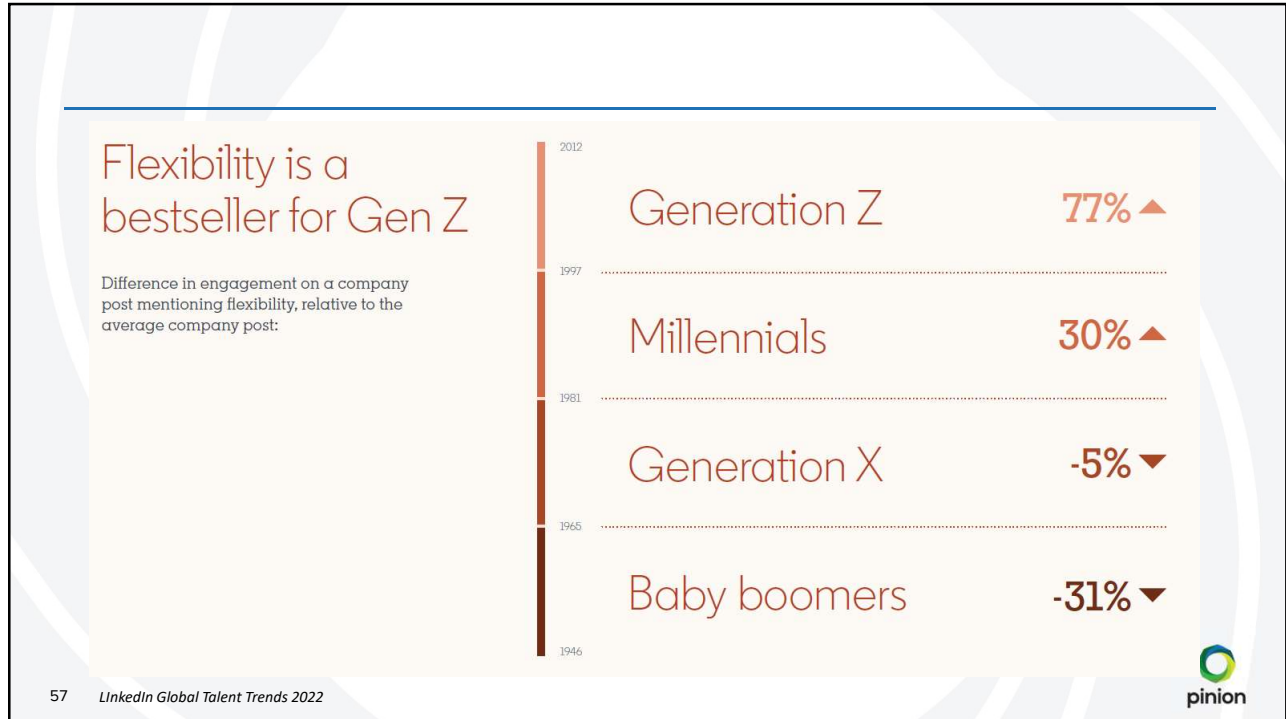 Flexibility is a
bestseller for Gen Z
Difference in engagement on a company
post mentioning flexibility, relative to the
average company post:
2012
Generation Z 77%
1997
Millennials 30%
1981
Generation X -5%
1965
Baby boomers -31%
1946
57 LInkedIn Global Talent Trends 2022
pinion